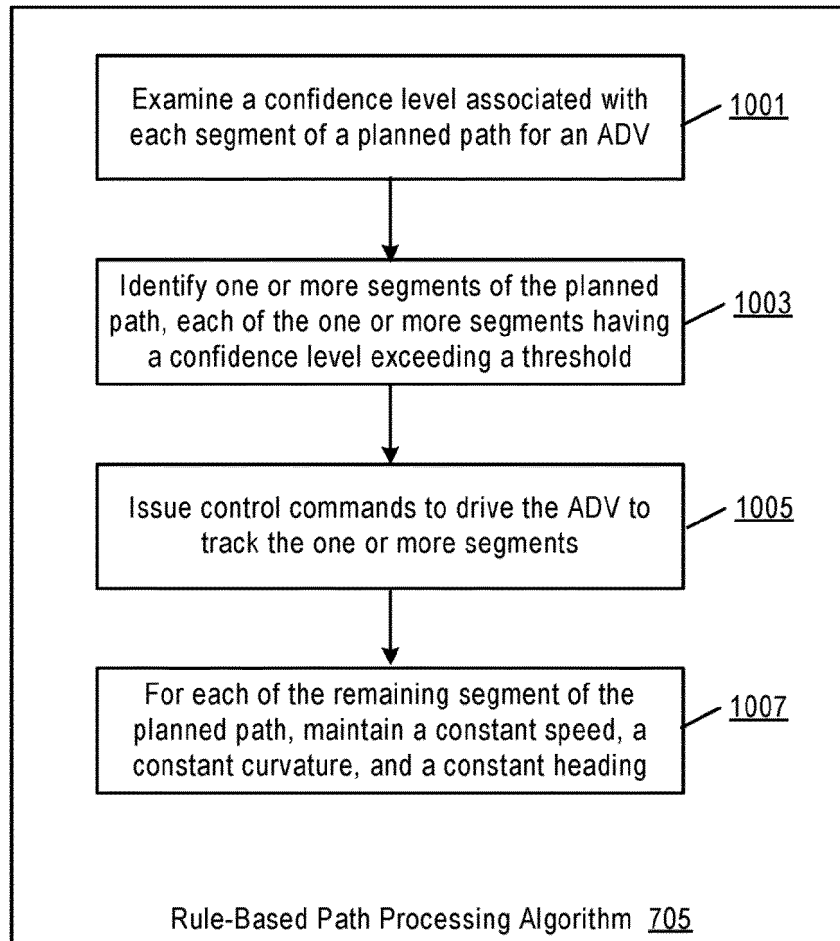 Examine a confidence level associated with
each segment of a planned path for an ADV
1001
Identify one or more segments of the planned
path, each of the one or more segments having
a confidence level exceeding a threshold
1003
Issue control commands to drive the ADV to
track the one or more segments
1005
For each of the remaining segment of the
planned path, maintain a constant speed, a
constant curvature, and a constant heading
1007
Rule-Based Path Processing Algorithm 705